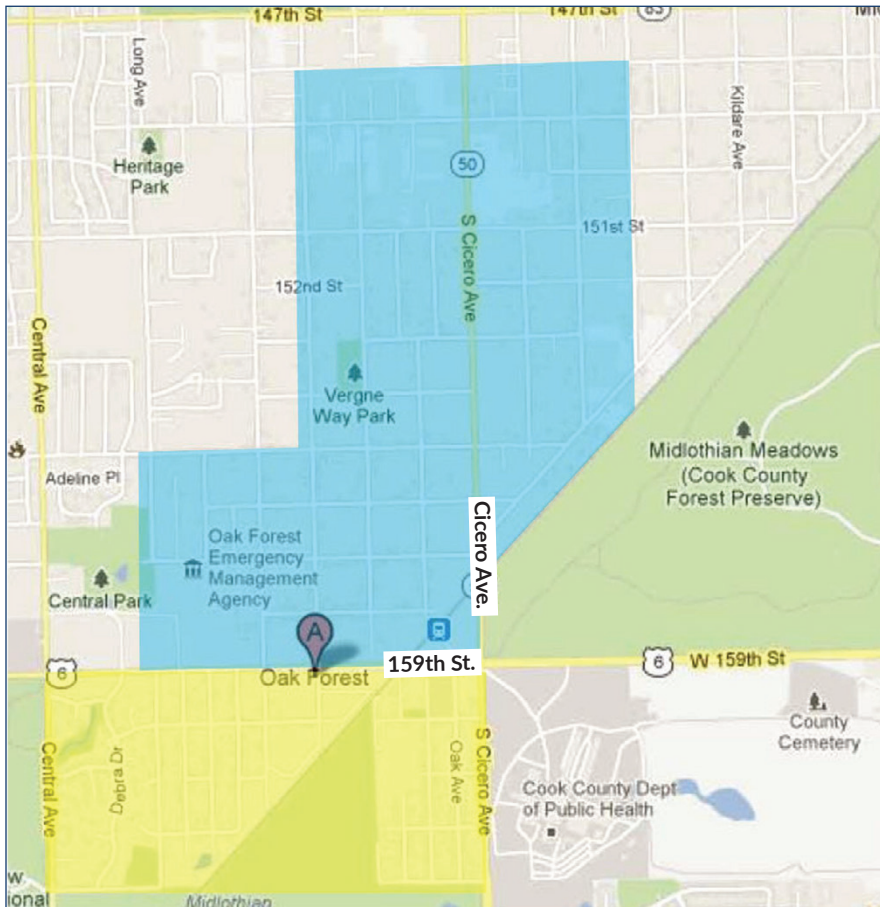 147th St
147th St
83
Long Ave
Kildare Ave
Heritage
Park
50
S Cicero Ave
151st St
152nd St
Central Ave
Vergne
Way Park
Midlothian Meadows
(Cook County
Forest Preserve)
Adeline Pl
Oak Forest
Emergency
Management
Agency
Cicero Ave.
Central Park
A
159th St.
6
W 159th St
6
Oak Forest
County
Cemetery
Central Ave
Debra Dr
Oak Ave
S Cicero Ave
Cook County Dept
of Public Health
Midlothian